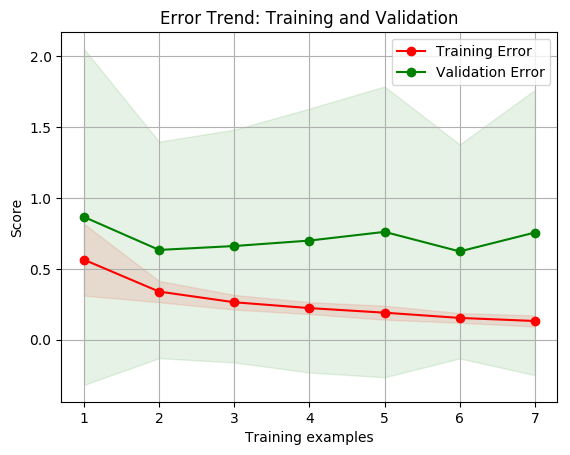 Error Trend: Training and Validation
Training Error
Validation Error
2.0
1.5
1.0
0.5
0.0
Score
1 2 3 4 5 6 7
Training examples